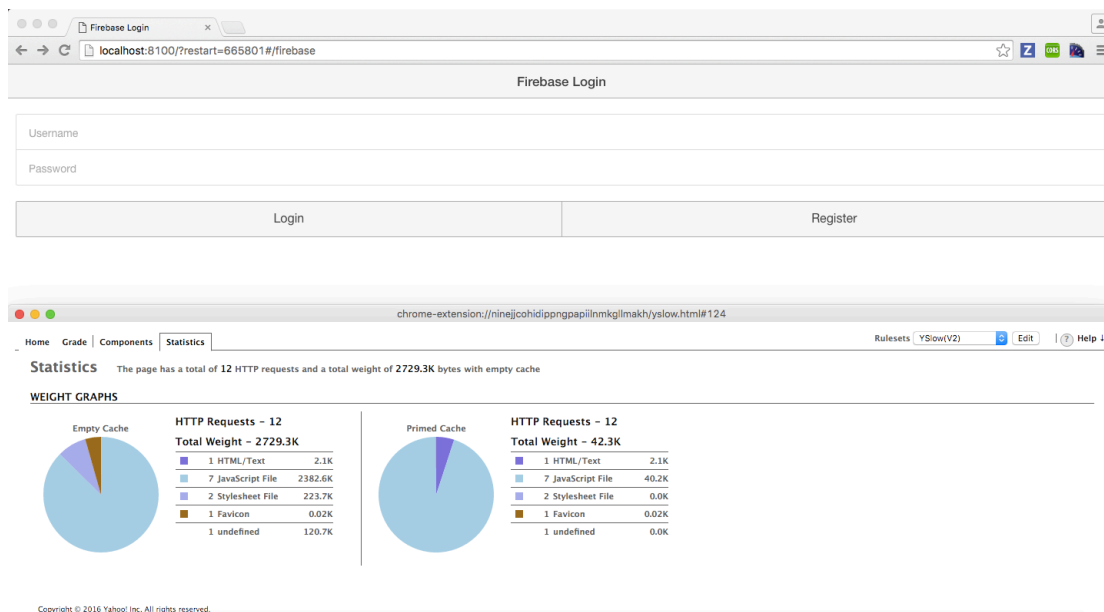 Firebase Login
localhost:8100/?restart=665801#/firebase
Z CORS
Firebase Login
Username
Password
Login Register
chrome-extension://ninejjcohidippngpapiilnmkgllmakh/yslow.html#124
Home Grade Components Statistics Rulesets YSlow(V2) Edit ? Help
Statistics The page has a total of 12 HTTP requests and a total weight of 2729.3K bytes with empty cache
WEIGHT GRAPHS
Empty Cache
HTTP Requests - 12
Total Weight - 2729.3K
1 HTML/Text 2.1K
7 JavaScript File 2382.6K
2 Stylesheet File 223.7K
1 Favicon 0.02K
1 undefined 120.7K
Primed Cache
HTTP Requests - 12
Total Weight - 42.3K
1 HTML/Text 2.1K
7 JavaScript File 40.2K
2 Stylesheet File 0.0K
1 Favicon 0.02K
1 undefined 0.0K
Copyright © 2016 Yahoo! Inc. All rights reserved.